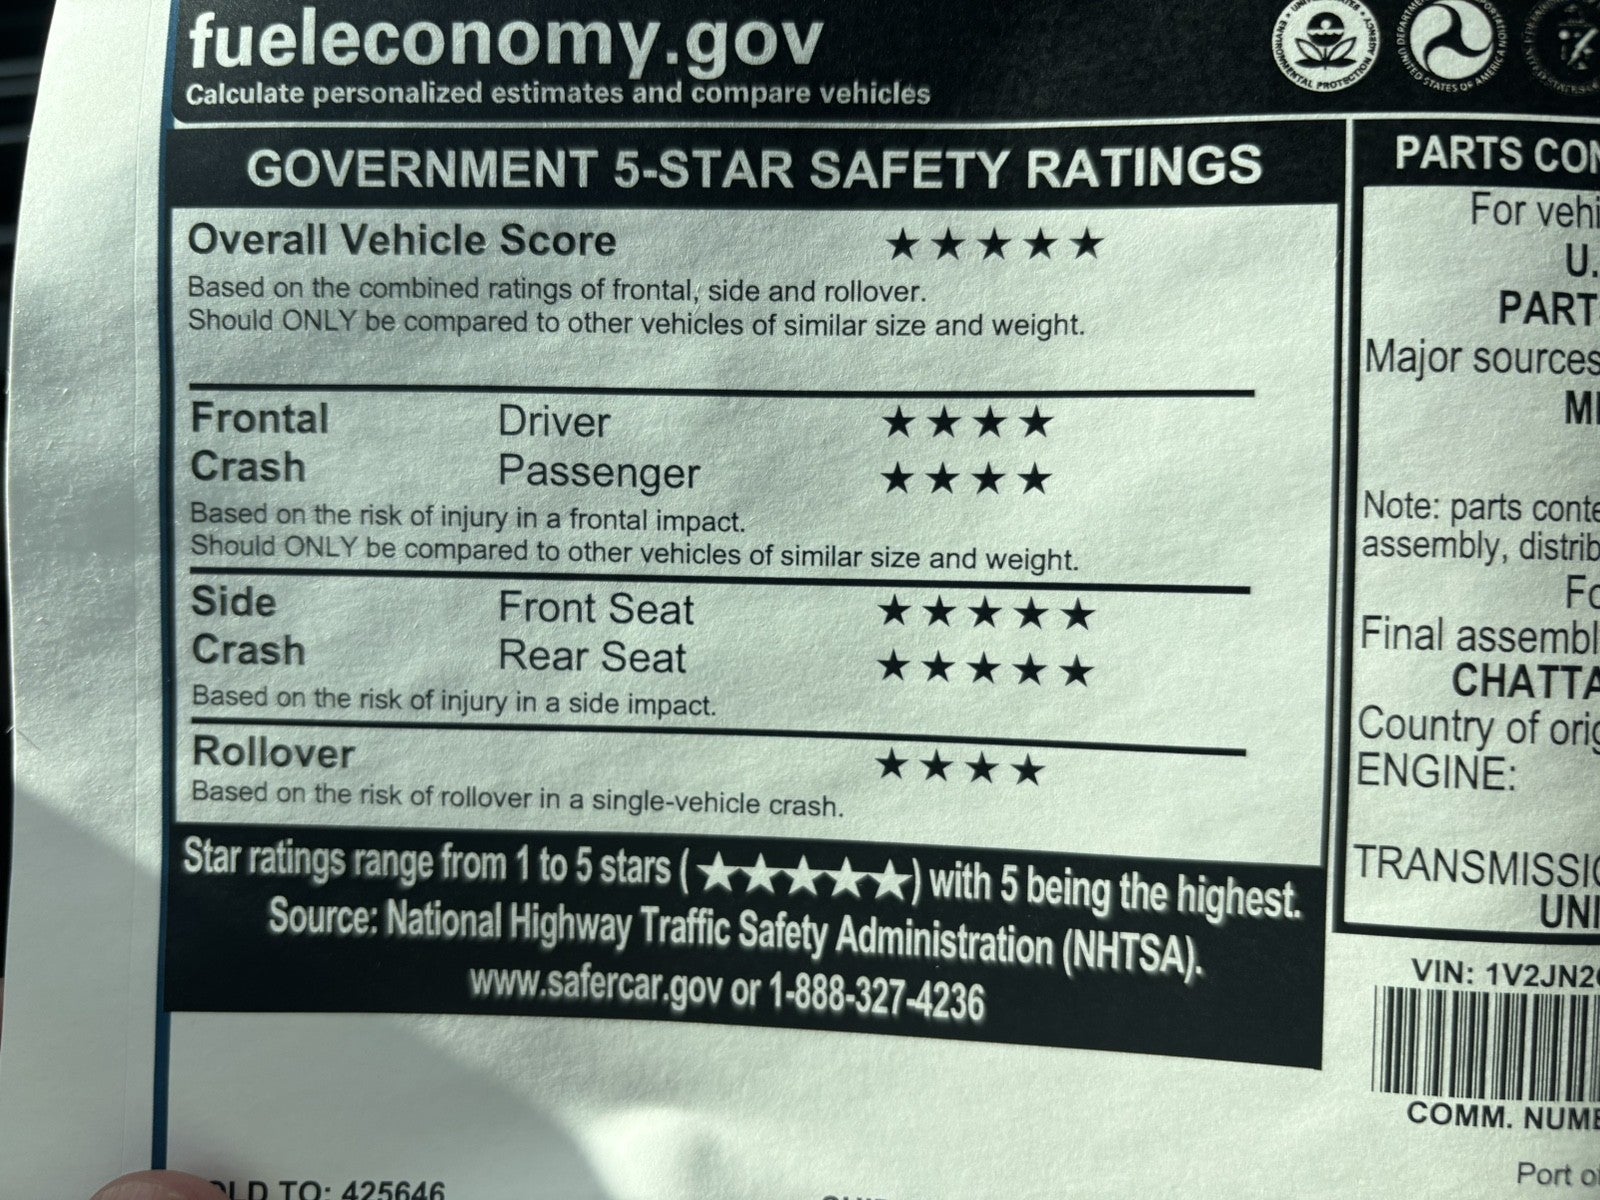 fueleconomy.gov
Calculate personalized estimates and compare vehicles
GOVERNMENT 5-STAR SAFETY RATINGS
Overall Vehicle Score ★★★★★
Based on the combined ratings of frontal, side and rollover.
Should ONLY be compared to other vehicles of similar size and weight.
Frontal Driver ★★★★
Crash Passenger ★★★★
Based on the risk of injury in a frontal impact.
Should ONLY be compared to other vehicles of similar size and weight.
Side Front Seat ★★★★★
Crash Rear Seat ★★★★★
Based on the risk of injury in a side impact.
Rollover ★★★★
Based on the risk of rollover in a single-vehicle crash.
Star ratings range from 1 to 5 stars (★★★★★) with 5 being the highest.
Source: National Highway Traffic Safety Administration (NHTSA).
www.safercar.gov or 1-888-327-4236
PARTS CON
For vehi
U.
PART
Major sources
ME
Note: parts conte
assembly, distrib
Fo
Final assembl
CHATTA
Country of orig
ENGINE:
TRANSMISSIO
UNI
VIN: 1V2JN2
COMM. NUMB
Port of
OLD TO: 425646